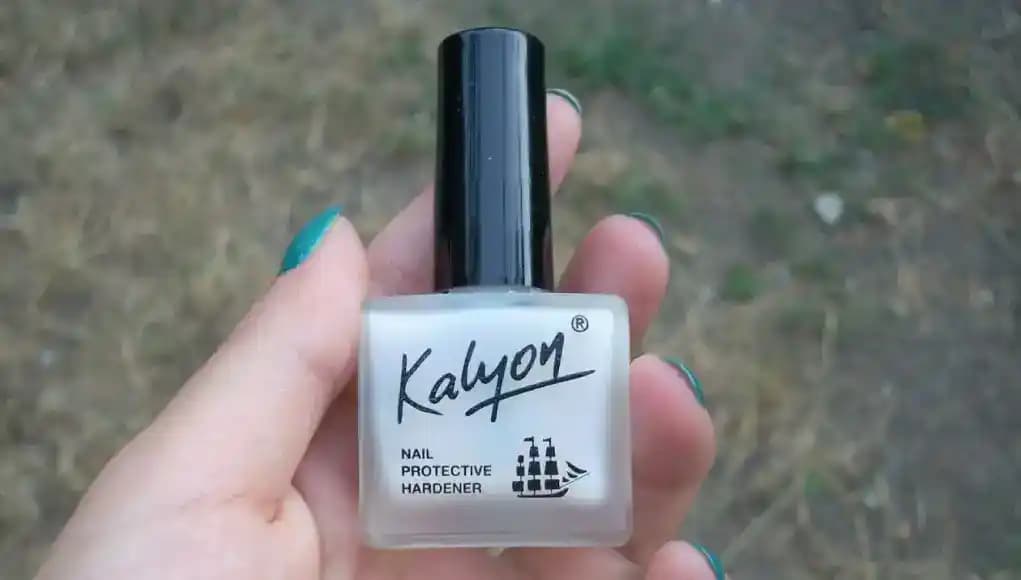 Kalyon®
NAIL
PROTECTIVE
HARDENER